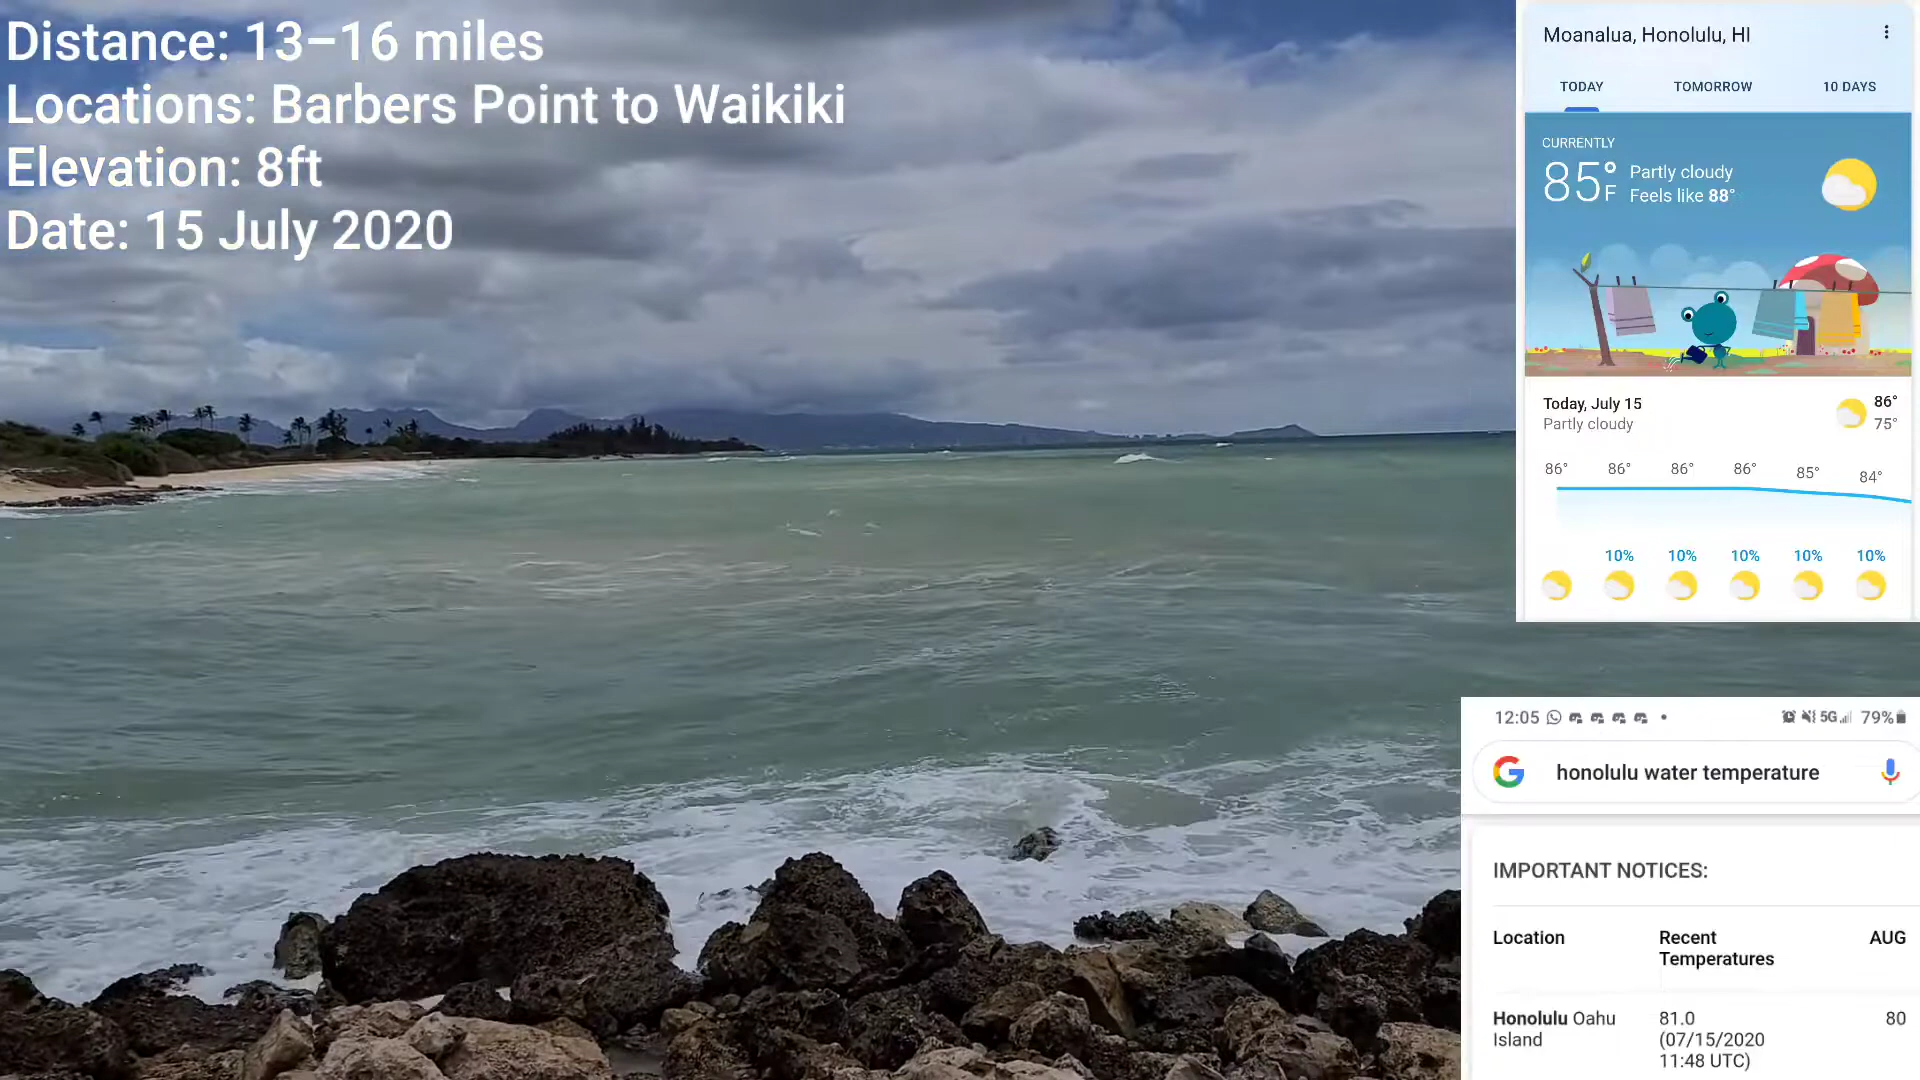 Distance: 13–16 miles
Locations: Barbers Point to Waikiki
Elevation: 8ft
Date: 15 July 2020
Moanalua, Honolulu, HI
TODAY TOMORROW 10 DAYS
CURRENTLY
85°F
Partly cloudy
Feels like 88°
Today, July 15
Partly cloudy
86°
75°
86° 86° 86° 86° 85° 84°
10% 10% 10% 10% 10%
12:05 5G 79%
honolulu water temperature
IMPORTANT NOTICES:
Location Recent Temperatures AUG
Honolulu Oahu Island
81.0
(07/15/2020
11:48 UTC)
80